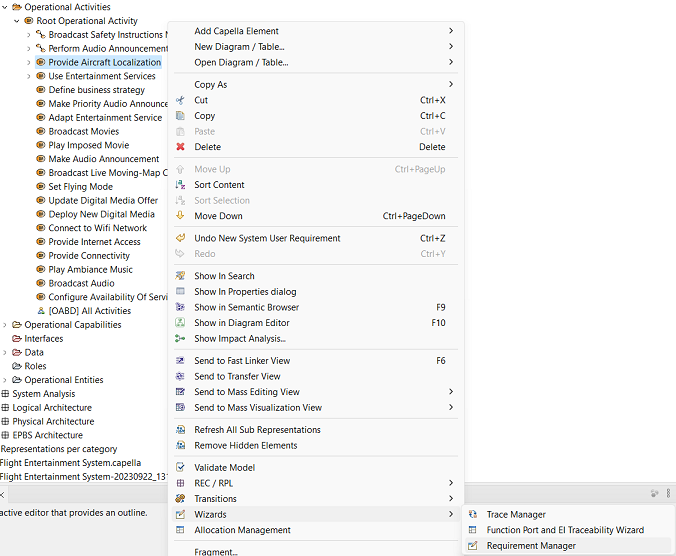 Operational Activities
Root Operational Activity
Broadcast Safety Instructions
Perform Audio Announcement
Provide Aircraft Localization
Use Entertainment Services
Define business strategy
Make Priority Audio Announce
Adapt Entertainment Service
Broadcast Movies
Play Imposed Movie
Make Audio Announcement
Broadcast Live Moving-Map
Set Flying Mode
Update Digital Media Offer
Deploy New Digital Media
Connect to Wifi Network
Provide Internet Access
Provide Connectivity
Play Ambiance Music
Broadcast Audio
Configure Availability Of Servi
[OABD] All Activities
Operational Capabilities
Interfaces
Data
Roles
Operational Entities
System Analysis
Logical Architecture
Physical Architecture
EPBS Architecture
Representations per category
Flight Entertainment System.capella
Flight Entertainment System-20230922_131
active editor that provides an outline.
Add Capella Element
New Diagram / Table...
Open Diagram / Table...
Copy As
Cut Ctrl+X
Copy Ctrl+C
Paste Ctrl+V
Delete Delete
Move Up Ctrl+PageUp
Sort Content
Sort Selection
Move Down Ctrl+PageDown
Undo New System User Requirement Ctrl+Z
Redo Ctrl+Y
Show In Search
Show In Properties dialog
Show in Semantic Browser F9
Show in Diagram Editor F10
Show Impact Analysis...
Send to Fast Linker View F6
Send to Transfer View
Send to Mass Editing View
Send to Mass Visualization View
Refresh All Sub Representations
Remove Hidden Elements
Validate Model
REC / RPL
Transitions
Wizards
Allocation Management
Fragment...
Trace Manager
Function Port and EI Traceability Wizard
Requirement Manager